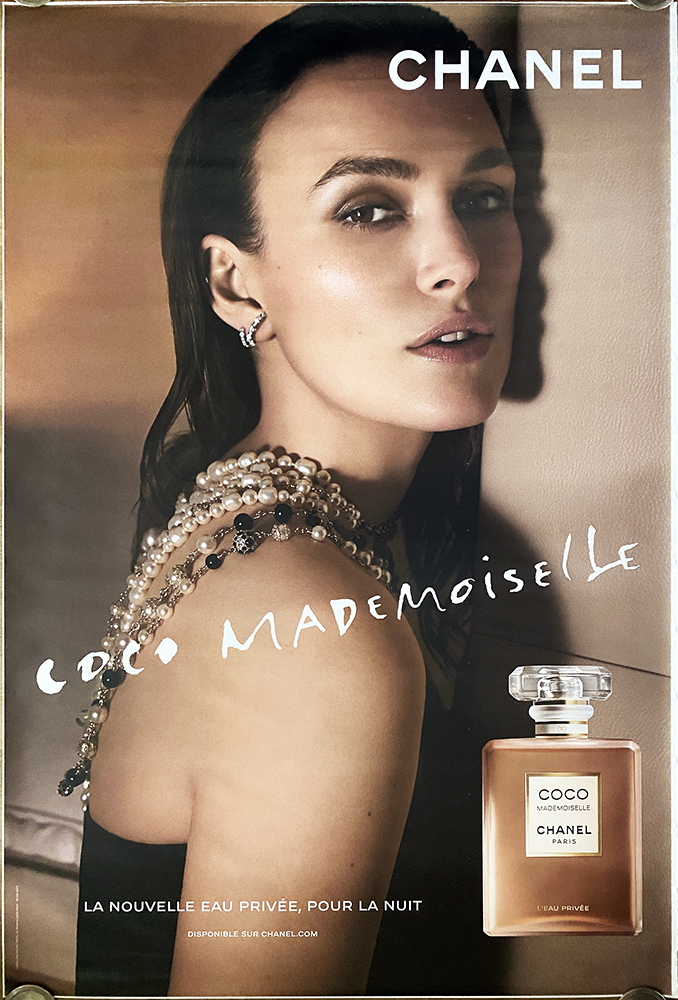 CHANEL
COCO MADEMOISELLE
COCO
MADEMOISELLE
CHANEL
PARIS
L'EAU PRIVÉE
LA NOUVELLE EAU PRIVÉE, POUR LA NUIT
DISPONIBLE SUR CHANEL.COM